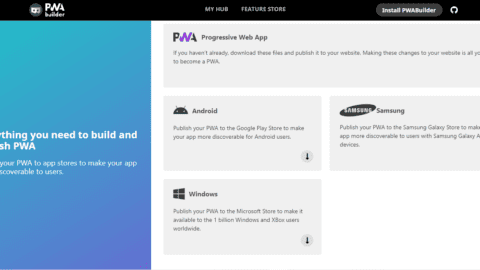 PWA
builder
MY HUB
FEATURE STORE
Install PWABuilder
rything you need to build and
sh PWA
your PWA to app stores to make your app
iscoverable to users.
PWA Progressive Web App
If you haven't already, download these files and publish it to your website. Making these changes to your website is all yo
to become a PWA.
Android
Publish your PWA to the Google Play Store to make
your app more discoverable for Android users.
SAMSUNG Samsung
Publish your PWA to the Samsung Galaxy Store to make
app more discoverable to users with Samsung Ga
devices.
Windows
Publish your PWA to the Microsoft Store to make it
available to the 1 billion Windows and XBox users
worldwide.